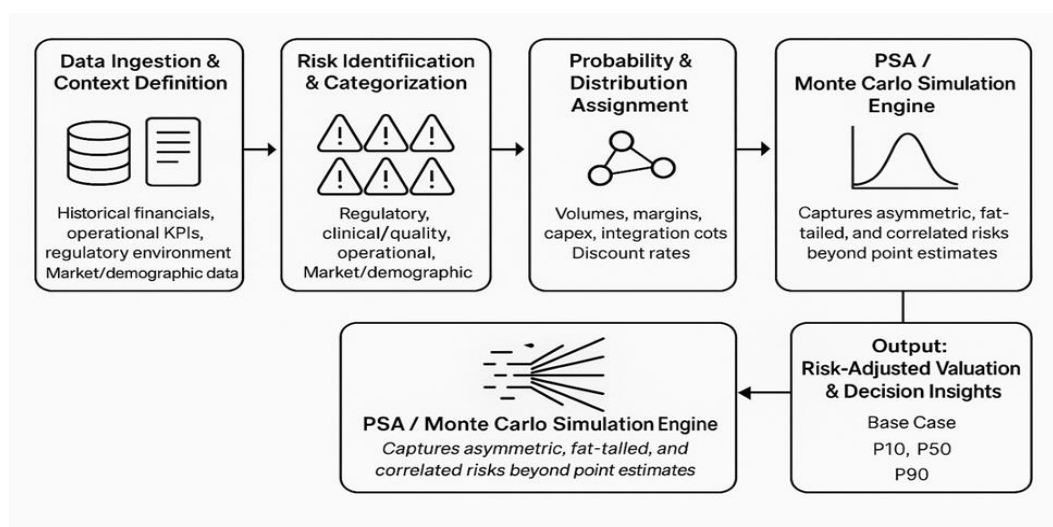 Data Ingestion &
Context Definition
Historical financials,
operational KPIs,
regulatory environment
Market/demographic data
Risk Identifiication
& Categorization
Regulatory,
clinical/quality,
operational,
Market/demographic
Probability &
Distribution
Assignment
Volumes, margins,
capex, integration cots
Discount rates
PSA /
Monte Carlo Simulation
Engine
Captures asymmetric, fat-
tailed, and correlated risks
beyond point estimates
Output:
Risk-Adjusted Valuation
& Decision Insights
Base Case
P10, P50
P90
PSA / Monte Carlo Simulation Engine
Captures asymmetric, fat-talled, and
correlated risks beyond point estimates